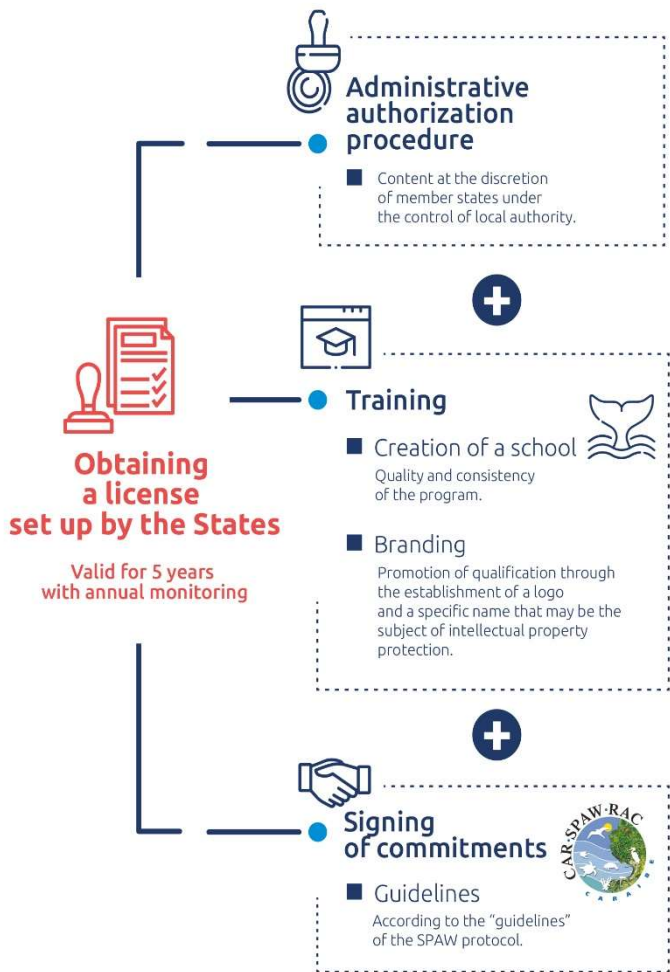 Administrative
authorization
procedure
Content at the discretion
of member states under
the control of local authority.
Obtaining
a license
set up by the States
Valid for 5 years
with annual monitoring
Training
Creation of a school
Quality and consistency
of the program.
Branding
Promotion of qualification through
the establishment of a logo
and a specific name that may be the
subject of intellectual property
protection.
Signing
of commitments
CAR·SPAW·RAC
CARAIBE
Guidelines
According to the “guidelines”
of the SPAW protocol.